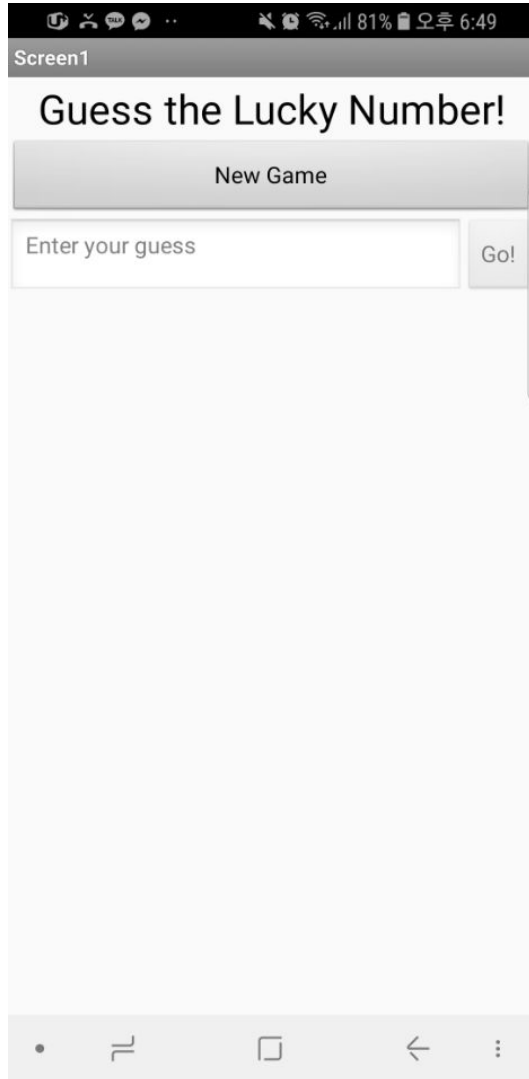 81% 오후 6:49
Screen1
Guess the Lucky Number!
New Game
Enter your guess
Go!